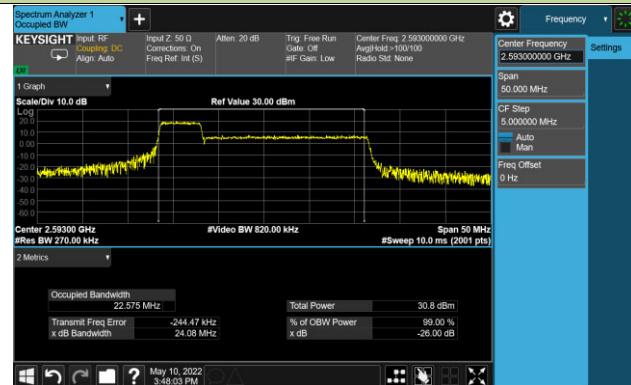 Spectrum Analyzer 1
Occupied BW
+
Frequency
KEYSIGHT Input: RF Input Z: 50 Ω Atten: 20 dB Trig: Free Run Center Freq: 2.593000000 GHz
Coupling: DC Corrections: On Gate: Off Avg|Hold:>100/100
Align: Auto Freq Ref: Int (S) #IF Gain: Low Radio Std: None
LXI
Center Frequency
2.593000000 GHz
Settings
Span
50.000 MHz
CF Step
5.000000 MHz
Auto
Man
Freq Offset
0 Hz
1 Graph
Scale/Div 10.0 dB Ref Value 30.00 dBm
Log
20.0
10.0
0.00
-10.0
-20.0
-30.0
-40.0
-50.0
-60.0
Center 2.59300 GHz #Video BW 820.00 kHz Span 50 MHz
#Res BW 270.00 kHz #Sweep 10.0 ms (2001 pts)
2 Metrics
Occupied Bandwidth
22.575 MHz Total Power 30.8 dBm
Transmit Freq Error -244.47 kHz % of OBW Power 99.00 %
x dB Bandwidth 24.08 MHz x dB -26.00 dB
? May 10, 2022
3:48:03 PM